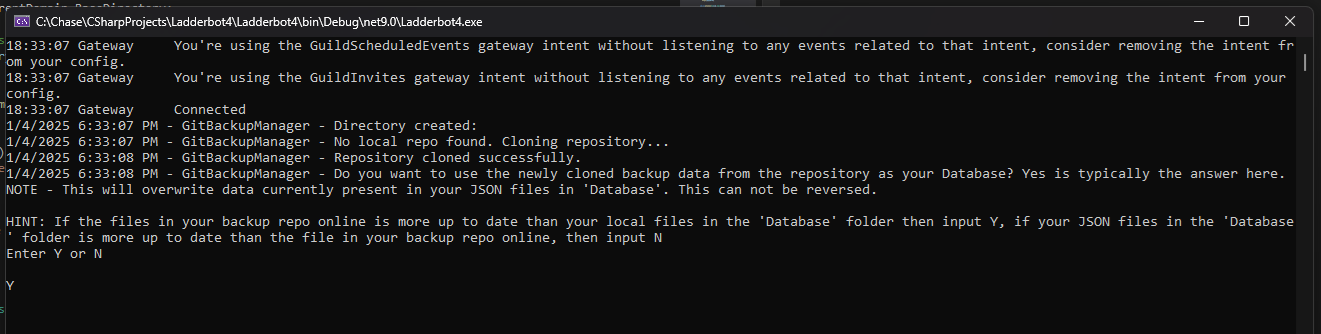 C:\Chase\CSharpProjects\Ladderbot4\Ladderbot4\bin\Debug\net9.0\Ladderbot4.exe
18:33:07 Gateway     You're using the GuildScheduledEvents gateway intent without listening to any events related to that intent, consider removing the intent fr
om your config.
18:33:07 Gateway     You're using the GuildInvites gateway intent without listening to any events related to that intent, consider removing the intent from your
config.
18:33:07 Gateway     Connected
1/4/2025 6:33:07 PM - GitBackupManager - Directory created:
1/4/2025 6:33:07 PM - GitBackupManager - No local repo found. Cloning repository...
1/4/2025 6:33:08 PM - GitBackupManager - Repository cloned successfully.
1/4/2025 6:33:08 PM - GitBackupManager - Do you want to use the newly cloned backup data from the repository as your Database? Yes is typically the answer here.
NOTE - This will overwrite data currently present in your JSON files in 'Database'. This can not be reversed.
HINT: If the files in your backup repo online is more up to date than your local files in the 'Database' folder then input Y, if your JSON files in the 'Database
' folder is more up to date than the file in your backup repo online, then input N
Enter Y or N
Y